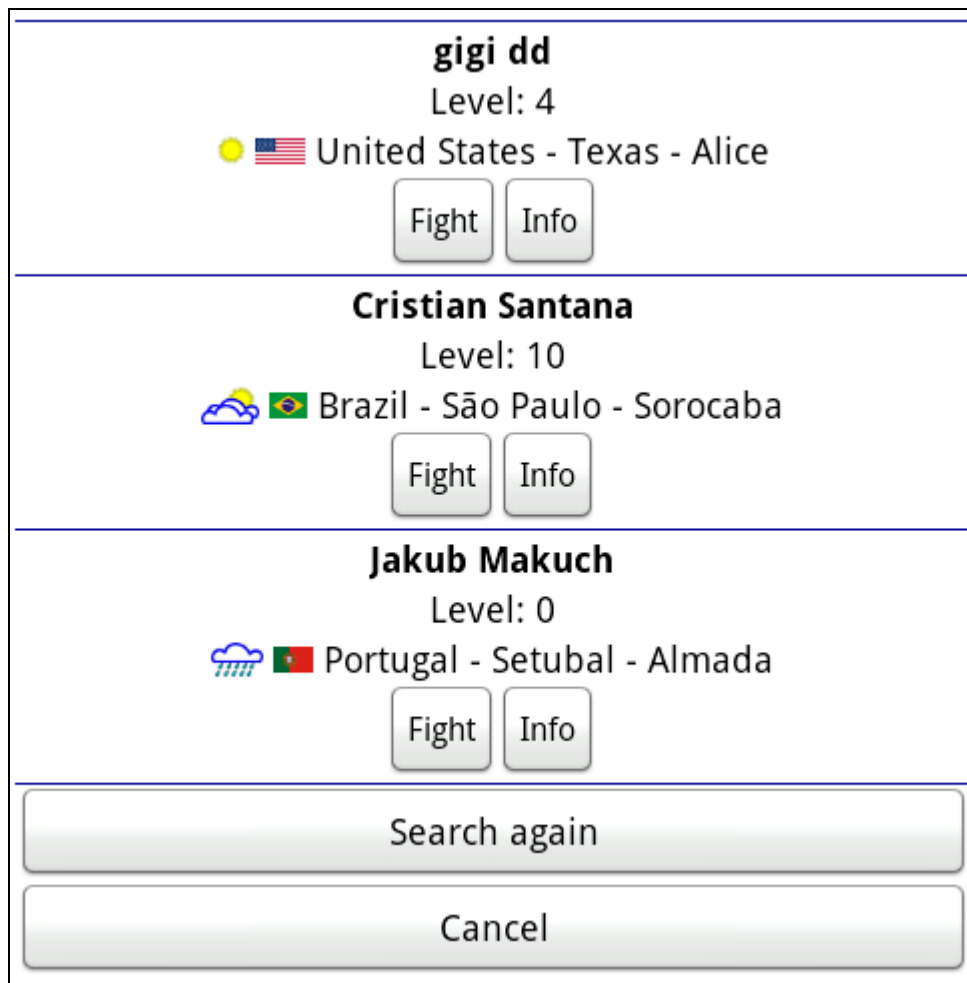 gigi dd
Level: 4
United States - Texas - Alice
Fight Info
Cristian Santana
Level: 10
Brazil - São Paulo - Sorocaba
Fight Info
Jakub Makuch
Level: 0
Portugal - Setubal - Almada
Fight Info
Search again
Cancel